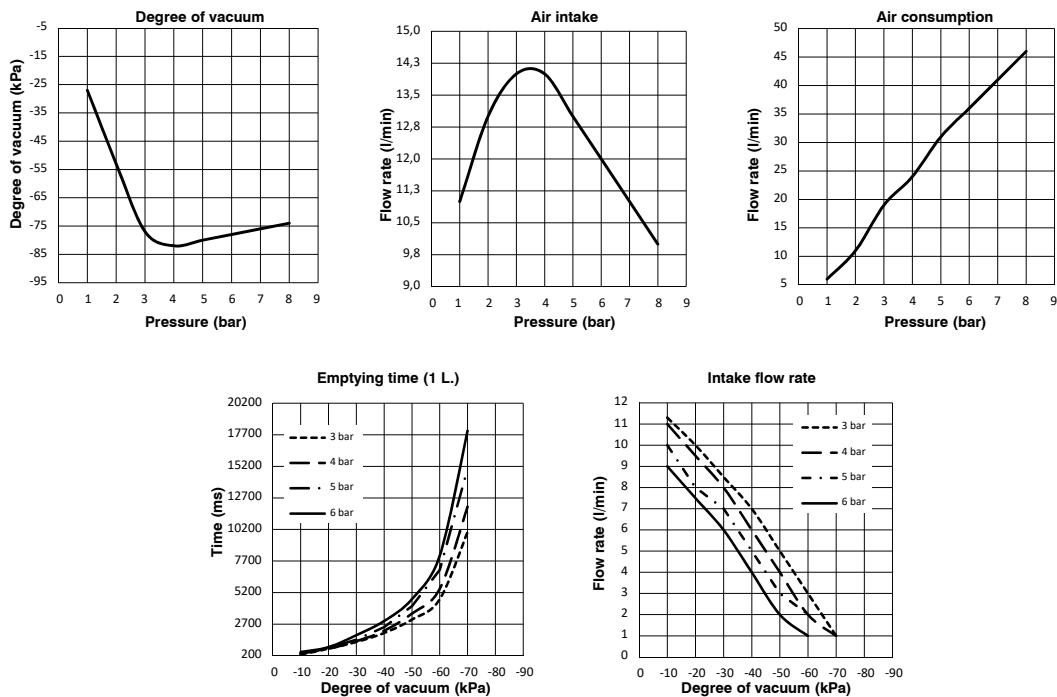 Degree of vacuum
Degree of vacuum (kPa)
-5
-15
-25
-35
-45
-55
-65
-75
-85
-95
0 1 2 3 4 5 6 7 8 9
Pressure (bar)
Air intake
Flow rate (l/min)
15,0
14,3
13,5
12,8
12,0
11,3
10,5
9,8
9,0
0 1 2 3 4 5 6 7 8 9
Pressure (bar)
Air consumption
Flow rate (l/min)
50
45
40
35
30
25
20
15
10
5
0 1 2 3 4 5 6 7 8 9
Pressure (bar)
Emptying time (1 L.)
Time (ms)
20200
17700
15200
12700
10200
7700
5200
2700
200
3 bar
4 bar
5 bar
6 bar
0 -10 -20 -30 -40 -50 -60 -70 -80 -90
Degree of vacuum (kPa)
Intake flow rate
Flow rate (l/min)
12
11
10
9
8
7
6
5
4
3
2
1
0
3 bar
4 bar
5 bar
6 bar
0 -10 -20 -30 -40 -50 -60 -70 -80 -90
Degree of vacuum (kPa)